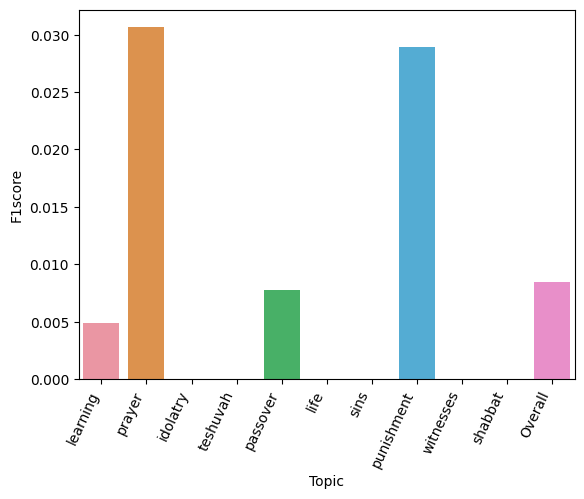 0.030
0.025
0.020
0.015
0.010
0.005
0.000
F1score
learning
prayer
idolatry
teshuvah
passover
life
sins
punishment
witnesses
shabbat
Overall
Topic